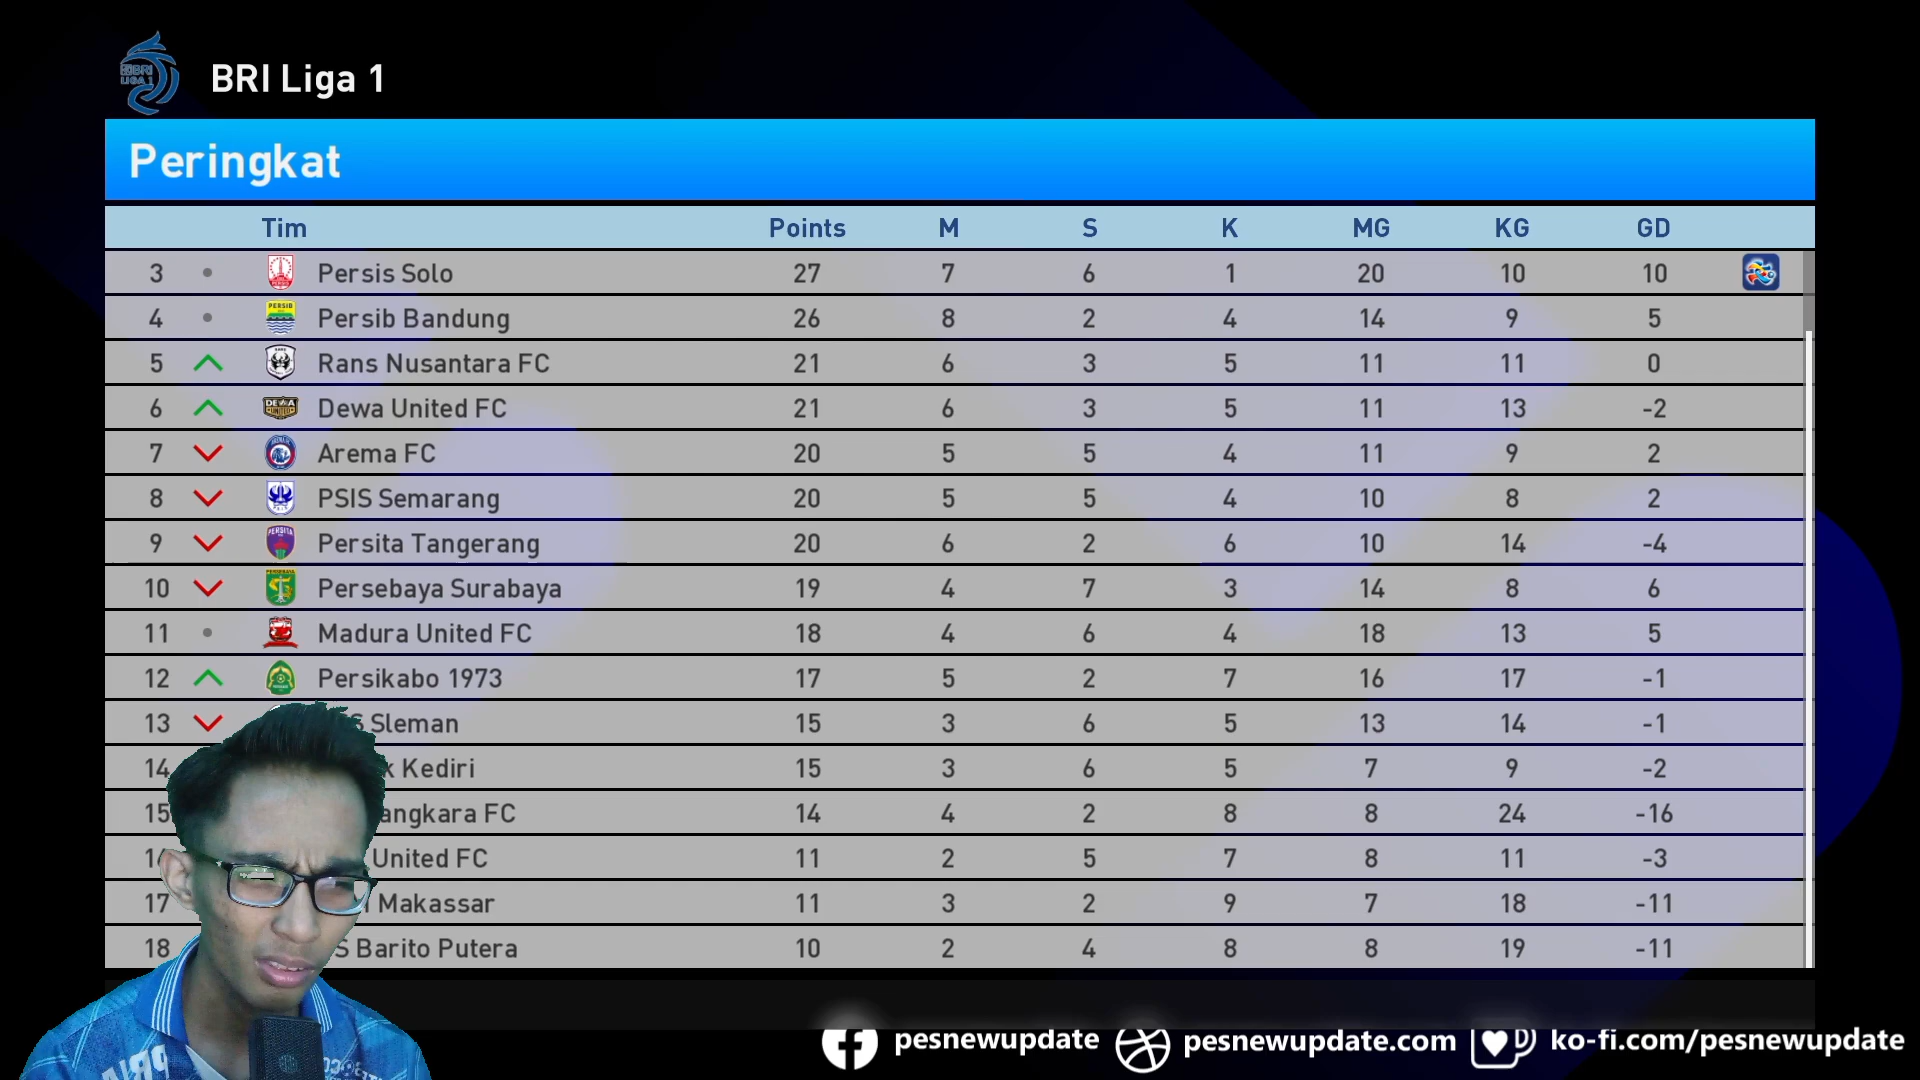 BRI Liga 1
Peringkat
Tim Points M S K MG KG GD
3 Persis Solo 27 7 6 1 20 10 10
4 Persib Bandung 26 8 2 4 14 9 5
5 Rans Nusantara FC 21 6 3 5 11 11 0
6 Dewa United FC 21 6 3 5 11 13 -2
7 Arema FC 20 5 5 4 11 9 2
8 PSIS Semarang 20 5 5 4 10 8 2
9 Persita Tangerang 20 6 2 6 10 14 -4
10 Persebaya Surabaya 19 4 7 3 14 8 6
11 Madura United FC 18 4 6 4 18 13 5
12 Persikabo 1973 17 5 2 7 16 17 -1
13 Sleman 15 3 6 5 13 14 -1
14 Kediri 15 3 6 5 7 9 -2
15 angkara FC 14 4 2 8 8 24 -16
United FC 11 2 5 7 8 11 -3
17 Makassar 11 3 2 9 7 18 -11
18 S Barito Putera 10 2 4 8 8 19 -11
pesnewupdate pesnewupdate.com ko-fi.com/pesnewupdate